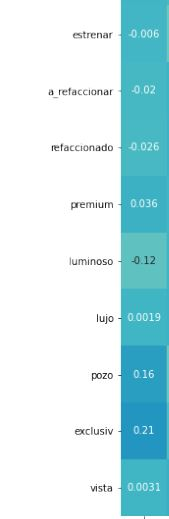 estrenar -0.006
a_refaccionar -0.02
refaccionado -0.026
premium 0.036
luminoso -0.12
lujo 0.0019
pozo 0.16
exclusiv 0.21
vista 0.0031